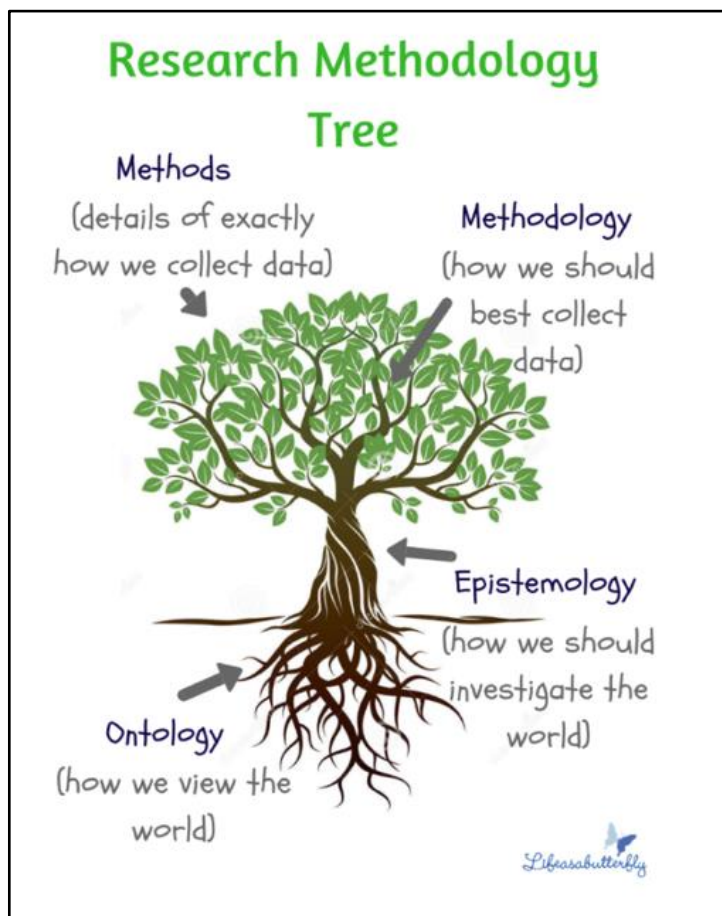 Research Methodology
Tree
Methods
(details of exactly
how we collect data)
Methodology
(how we should
best collect
data)
Epistemology
(how we should
investigate the
world)
Ontology
(how we view the
world)
Lifeasabutterfly